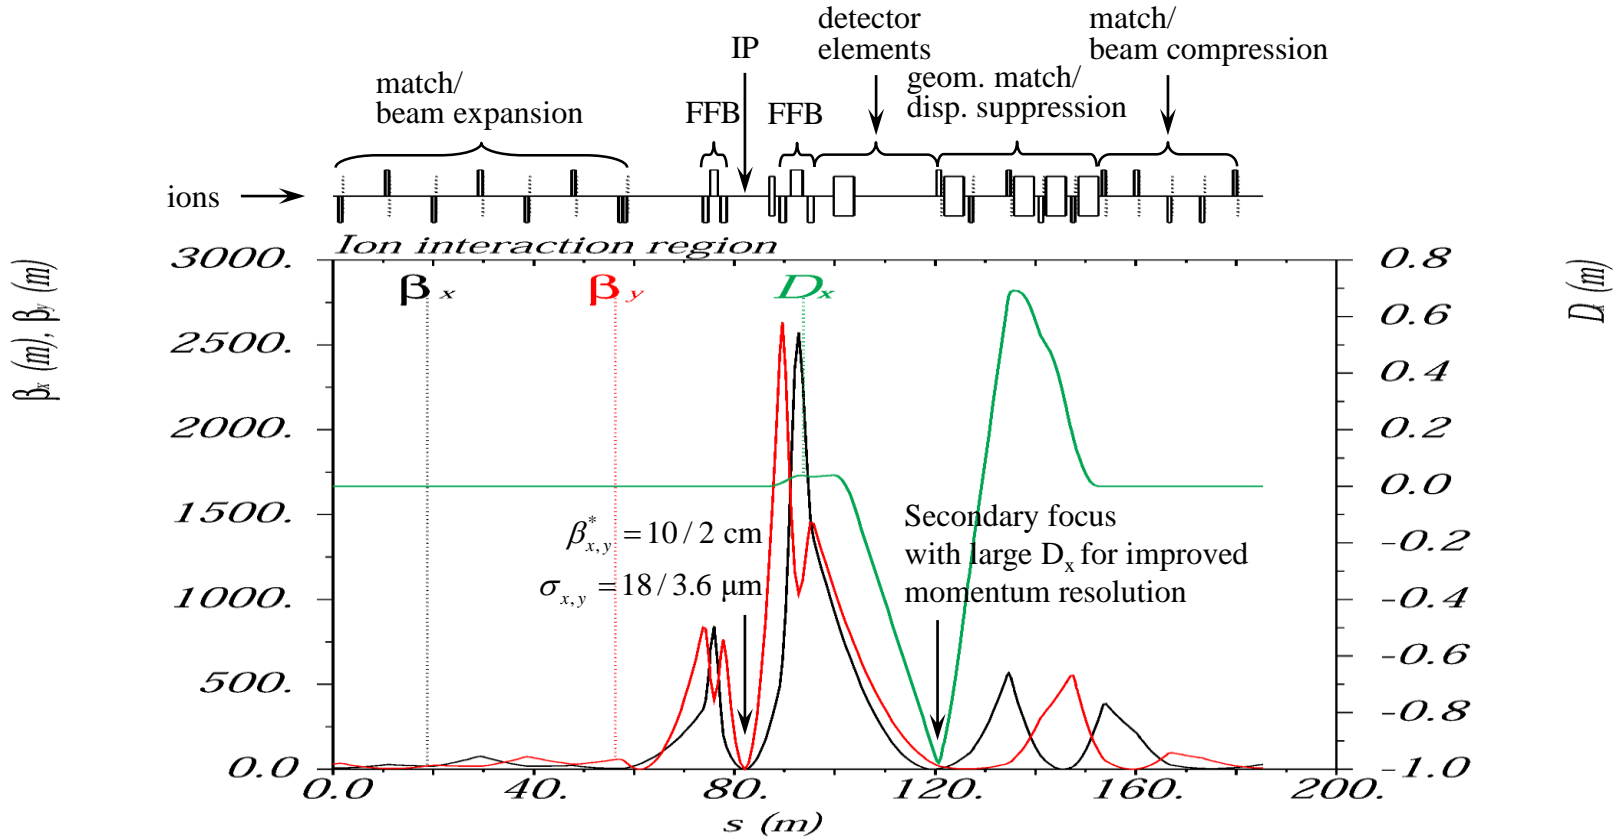 detector
elements
match/
beam compression
IP
geom. match/
disp. suppression
match/
beam expansion
FFB
FFB
ions
Ion interaction region
3000.
2500.
2000.
1500.
1000.
500.
0.0
βx (m), βy (m)
βx
βy
Dx
0.8
0.6
0.4
0.2
0.0
-0.2
-0.4
-0.6
-0.8
-1.0
Dx (m)
β*x,y = 10 / 2 cm
σx,y = 18 / 3.6 μm
Secondary focus
with large Dx for improved
momentum resolution
0.0 40. 80. 120. 160. 200.
s (m)